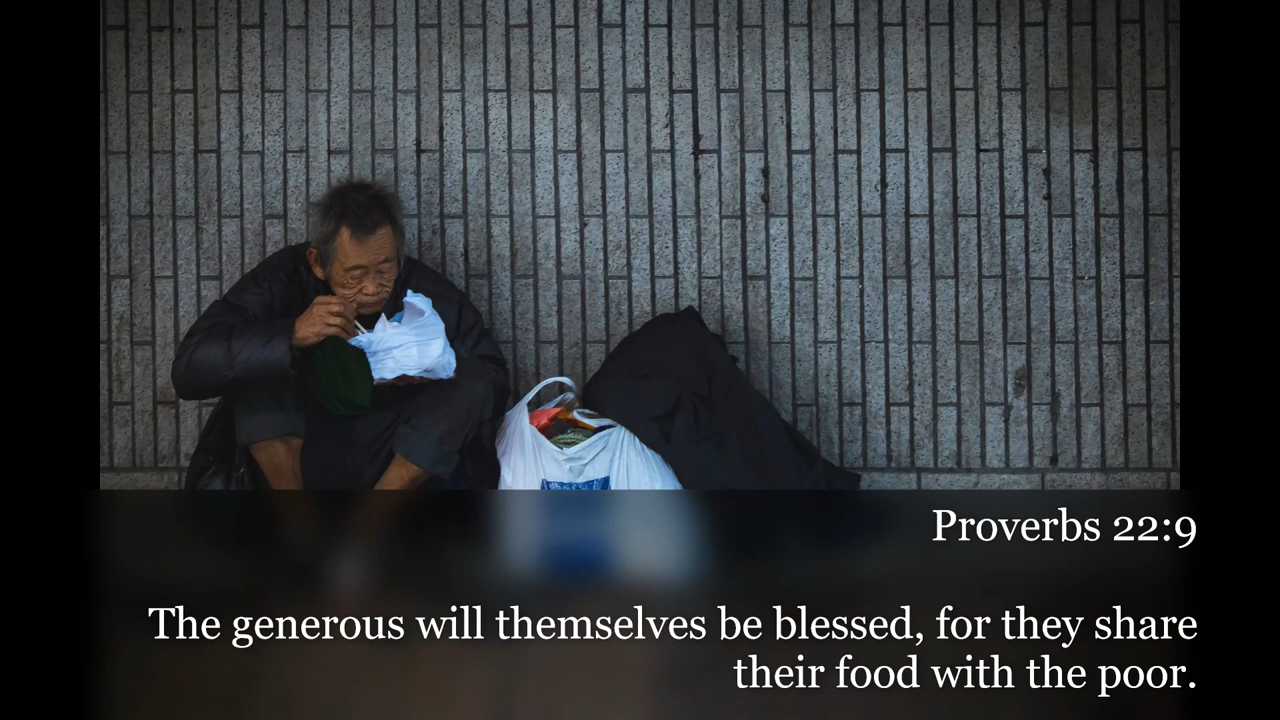 Proverbs 22:9
The generous will themselves be blessed, for they share
their food with the poor.